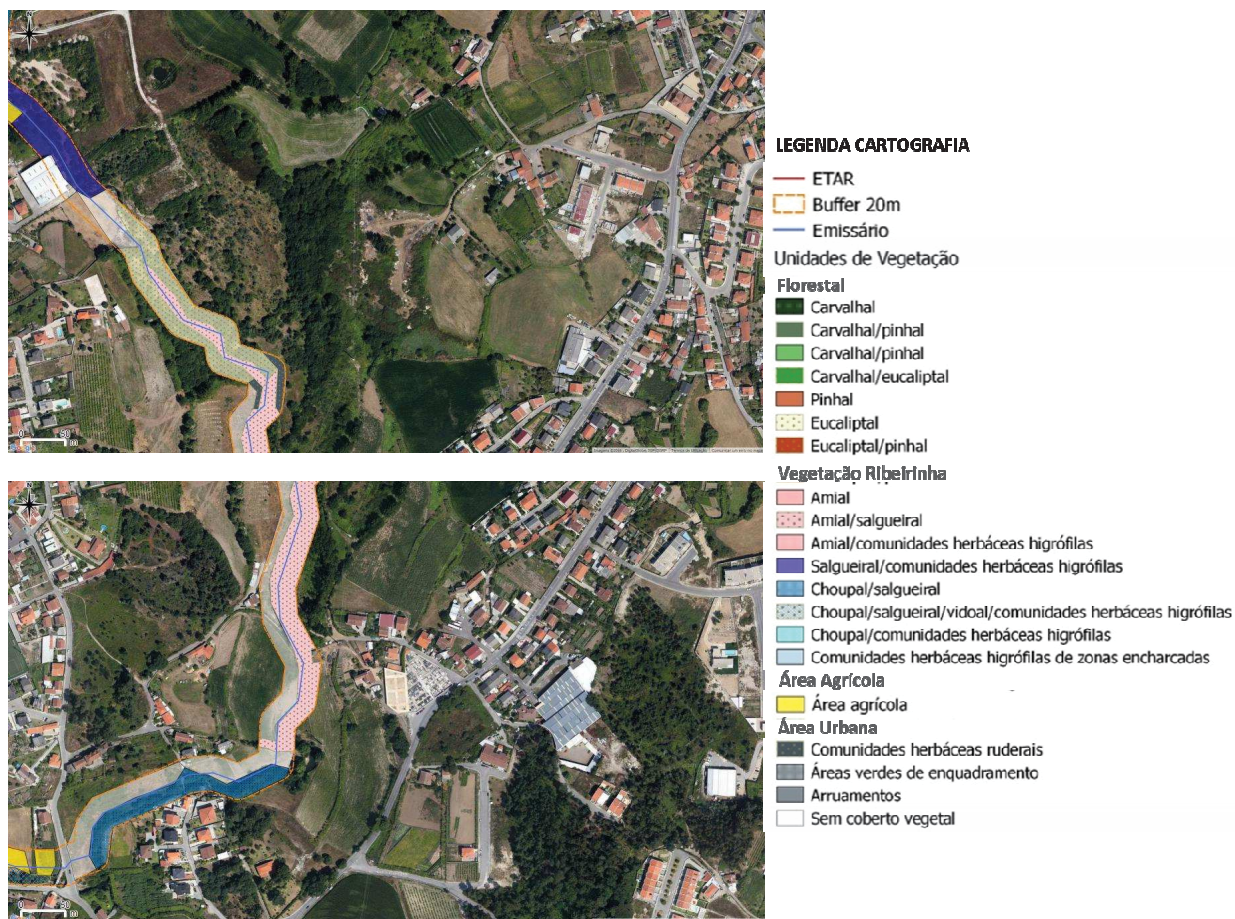 N
0 50
m
N
0 50
m
LEGENDA CARTOGRAFIA
ETAR
Buffer 20m
Emissário
Unidades de Vegetação
Florestal
Carvalhal
Carvalhal/pinhal
Carvalhal/pinhal
Carvalhal/eucaliptal
Pinhal
Eucaliptal
Eucaliptal/pinhal
Vegetação Ribeirinha
Amial
Amial/salgueiral
Amial/comunidades herbáceas higrófilas
Salgueiral/comunidades herbáceas higrófilas
Choupal/salgueiral
Choupal/salgueiral/vidoal/comunidades herbáceas higrófilas
Choupal/comunidades herbáceas higrófilas
Comunidades herbáceas higrófilas de zonas encharcadas
Área Agrícola
Área agrícola
Área Urbana
Comunidades herbáceas ruderais
Áreas verdes de enquadramento
Arruamentos
Sem coberto vegetal